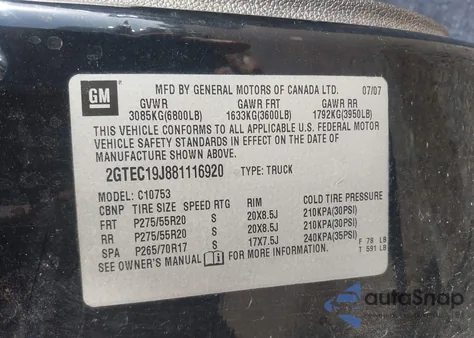 GM
MFD BY GENERAL MOTORS OF CANADA LTD. 07/07
GVWR GAWR FRT GAWR RR
3085KG(6800LB) 1633KG(3600LB) 1792KG(3950LB)
THIS VEHICLE CONFORMS TO ALL APPLICABLE U.S. FEDERAL MOTOR
VEHICLE SAFETY STANDARDS IN EFFECT ON THE DATE OF
MANUFACTURE SHOWN ABOVE.
2GTEC19J881116920 TYPE: TRUCK
MODEL: C10753
CBNP TIRE SIZE SPEED RTG RIM COLD TIRE PRESSURE
FRT P275/55R20 S 20X8.5J 210KPA(30PSI)
RR P275/55R20 S 20X8.5J 210KPA(30PSI)
SPA P265/70R17 S 17X7.5J 240KPA(35PSI)
SEE OWNER'S MANUAL FOR MORE INFORMATION.
F 78 LB
T 591 LB
autoSnap